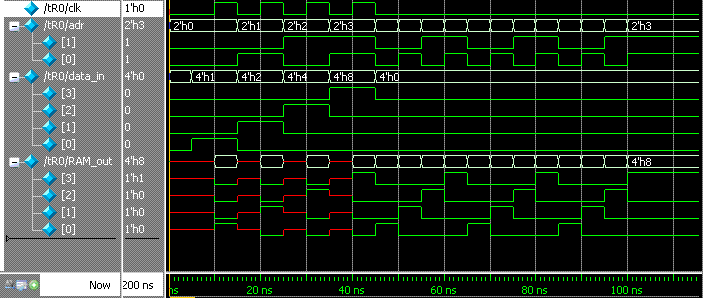 /tR0/clk 1'h0
/tR0/adr 2'h3 2'h0 2'h1 2'h2 2'h3 2'h3
[1] 1
[0] 1
/tR0/data_in 4'h0 4'h1 4'h2 4'h4 4'h8 4'h0
[3] 0
[2] 0
[1] 0
[0] 0
/tR0/RAM_out 4'h8 4'h8
[3] 1'h1
[2] 1'h0
[1] 1'h0
[0] 1'h0
Now 200 ns ns 20 ns 40 ns 60 ns 80 ns 100 ns